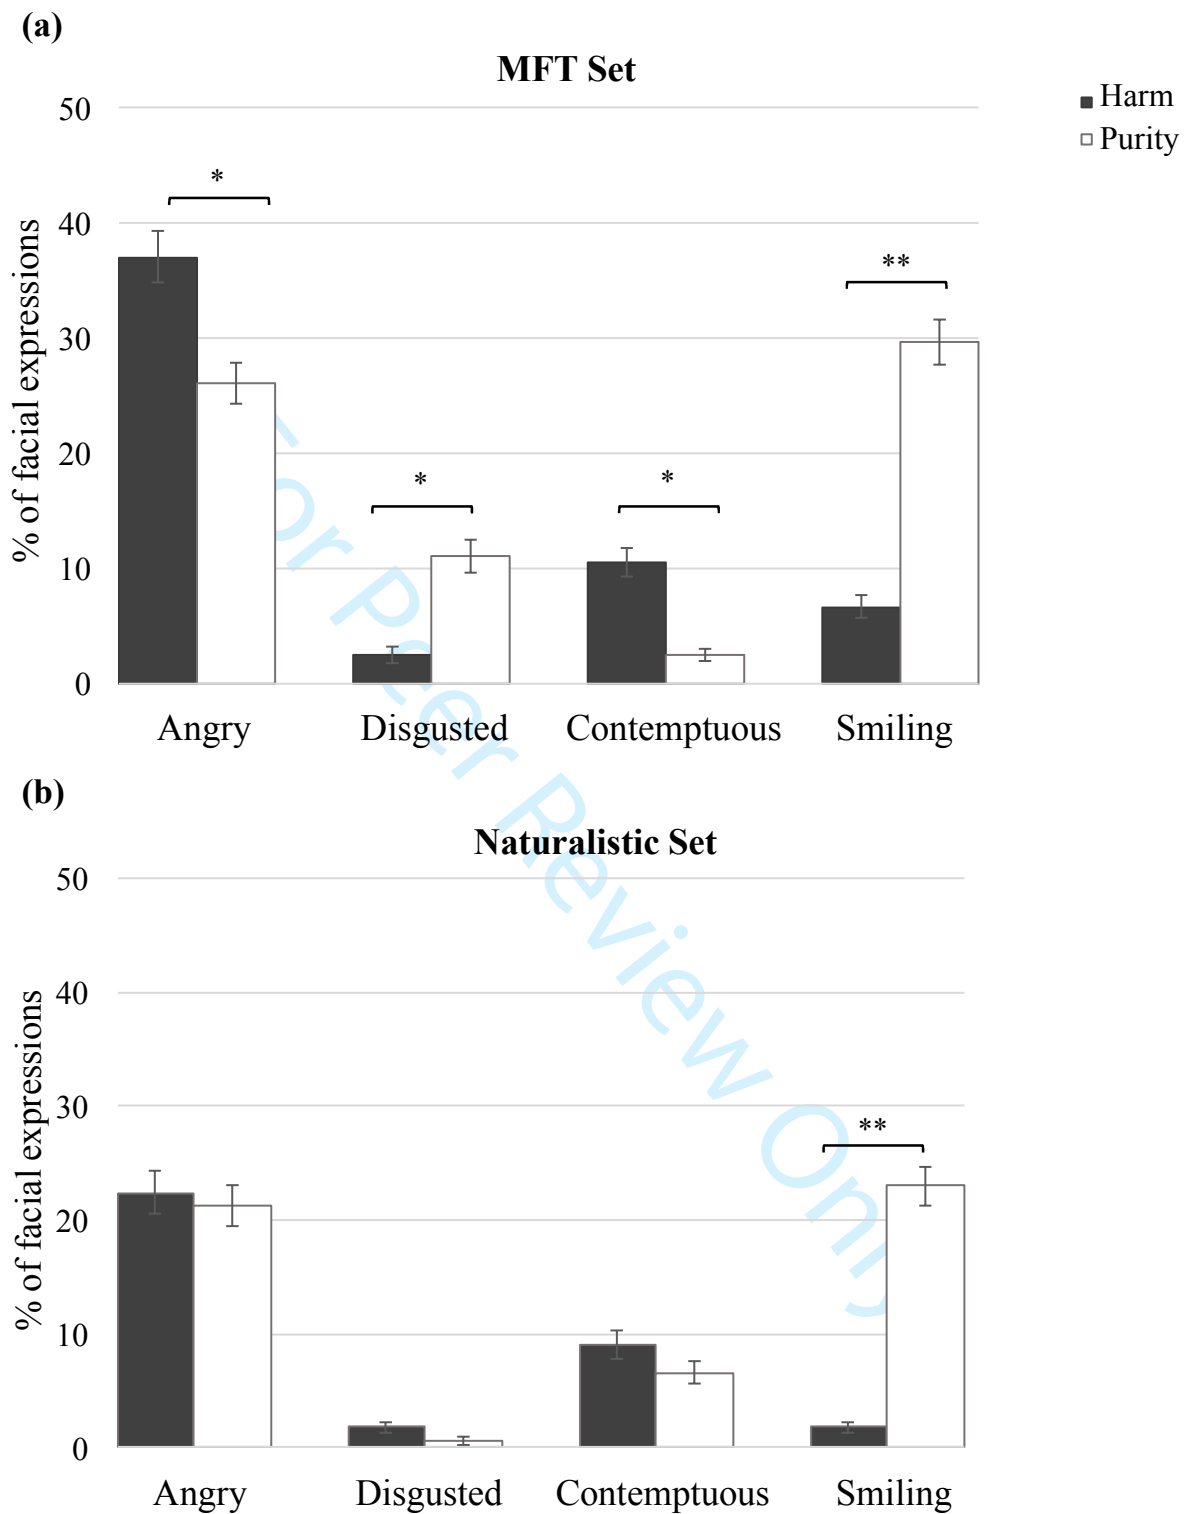 (a)
MFT Set
Harm
Purity
50
40
30
20
10
0
% of facial expressions
*
*
*
**
Angry Disgusted Contemptuous Smiling
(b)
Naturalistic Set
50
40
30
20
10
0
% of facial expressions
**
Angry Disgusted Contemptuous Smiling
For Peer Review Only